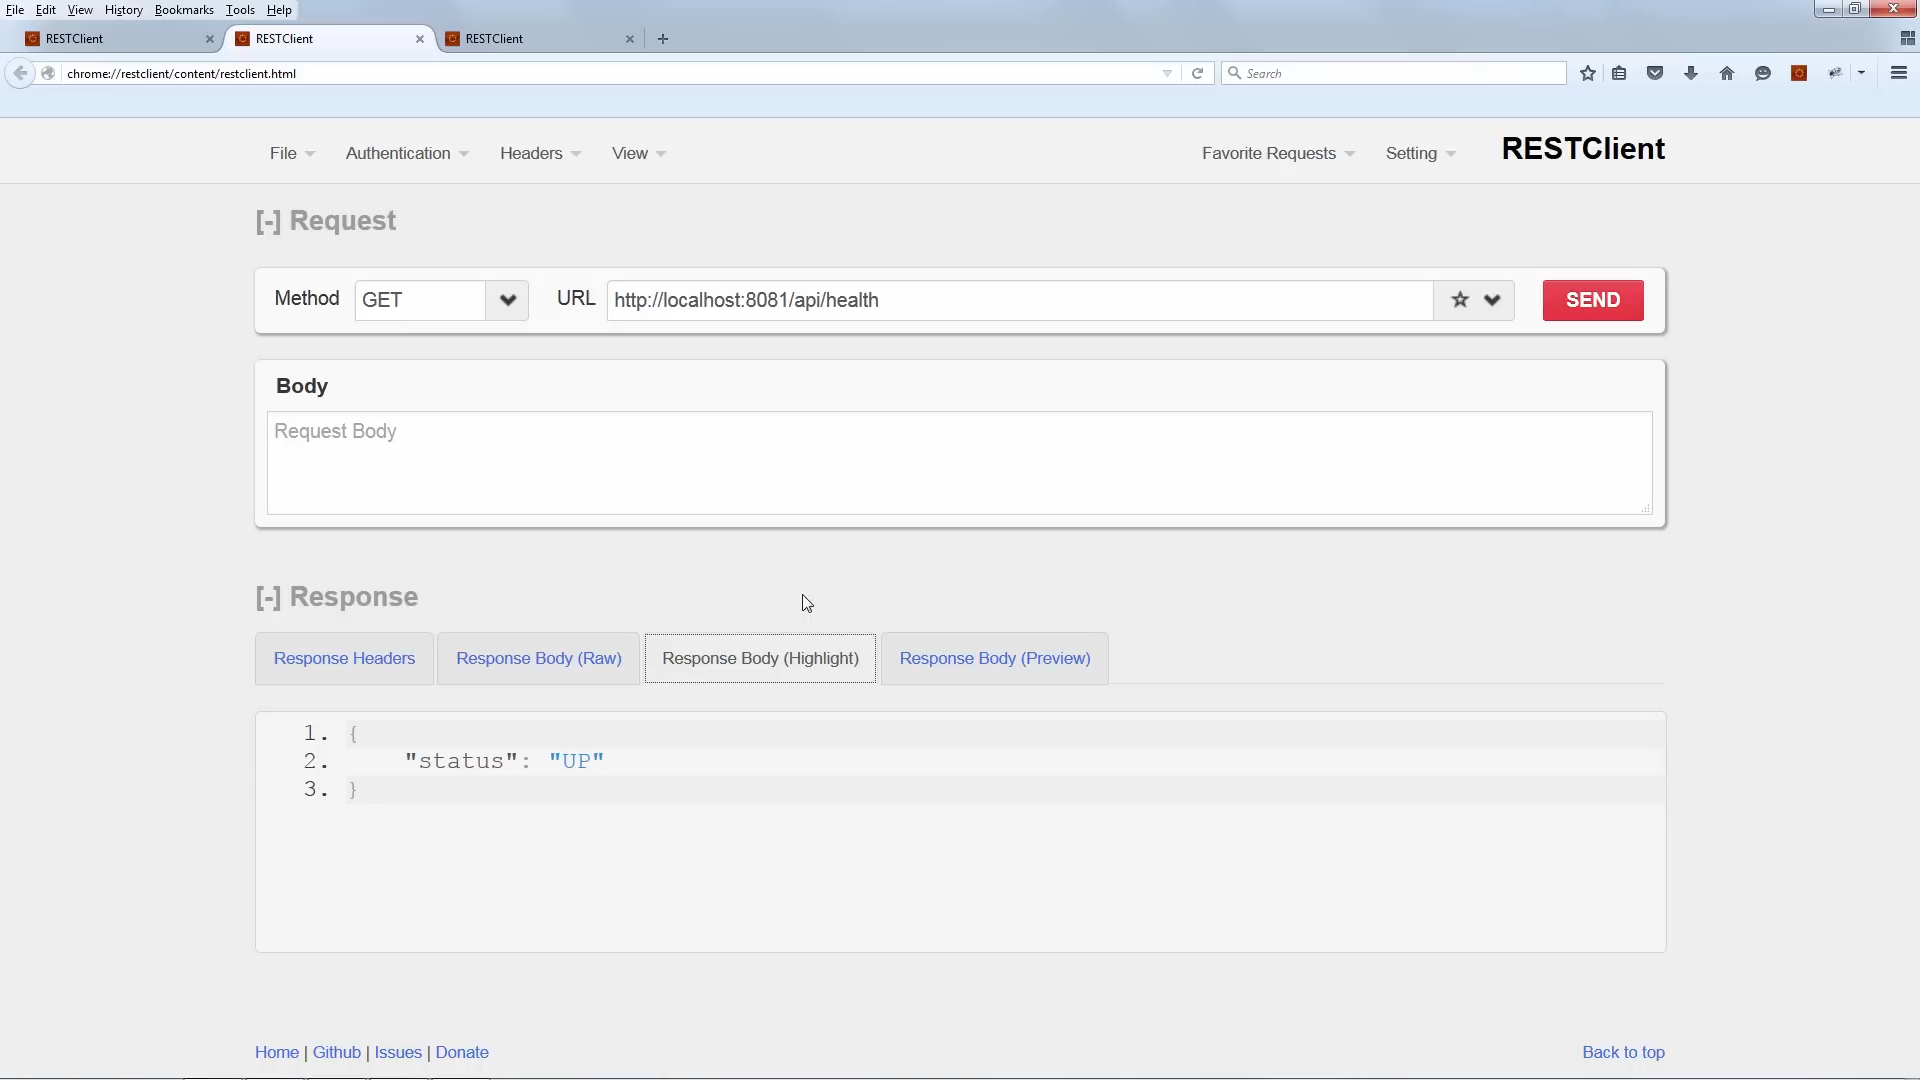 File Edit View History Bookmarks Tools Help
RESTClient RESTClient RESTClient
chrome://restclient/content/restclient.html Search
File Authentication Headers View Favorite Requests Setting RESTClient
[-] Request
Method GET URL http://localhost:8081/api/health SEND
Body
Request Body
[-] Response
Response Headers Response Body (Raw) Response Body (Highlight) Response Body (Preview)
1. {
2. "status": "UP"
3. }
Home | Github | Issues | Donate Back to top